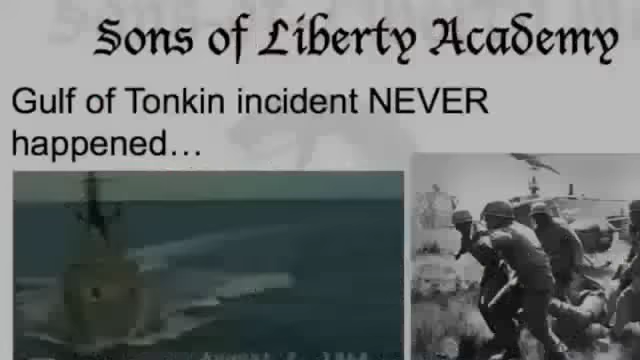 Sons of Liberty Academy
Gulf of Tonkin incident NEVER
happened…